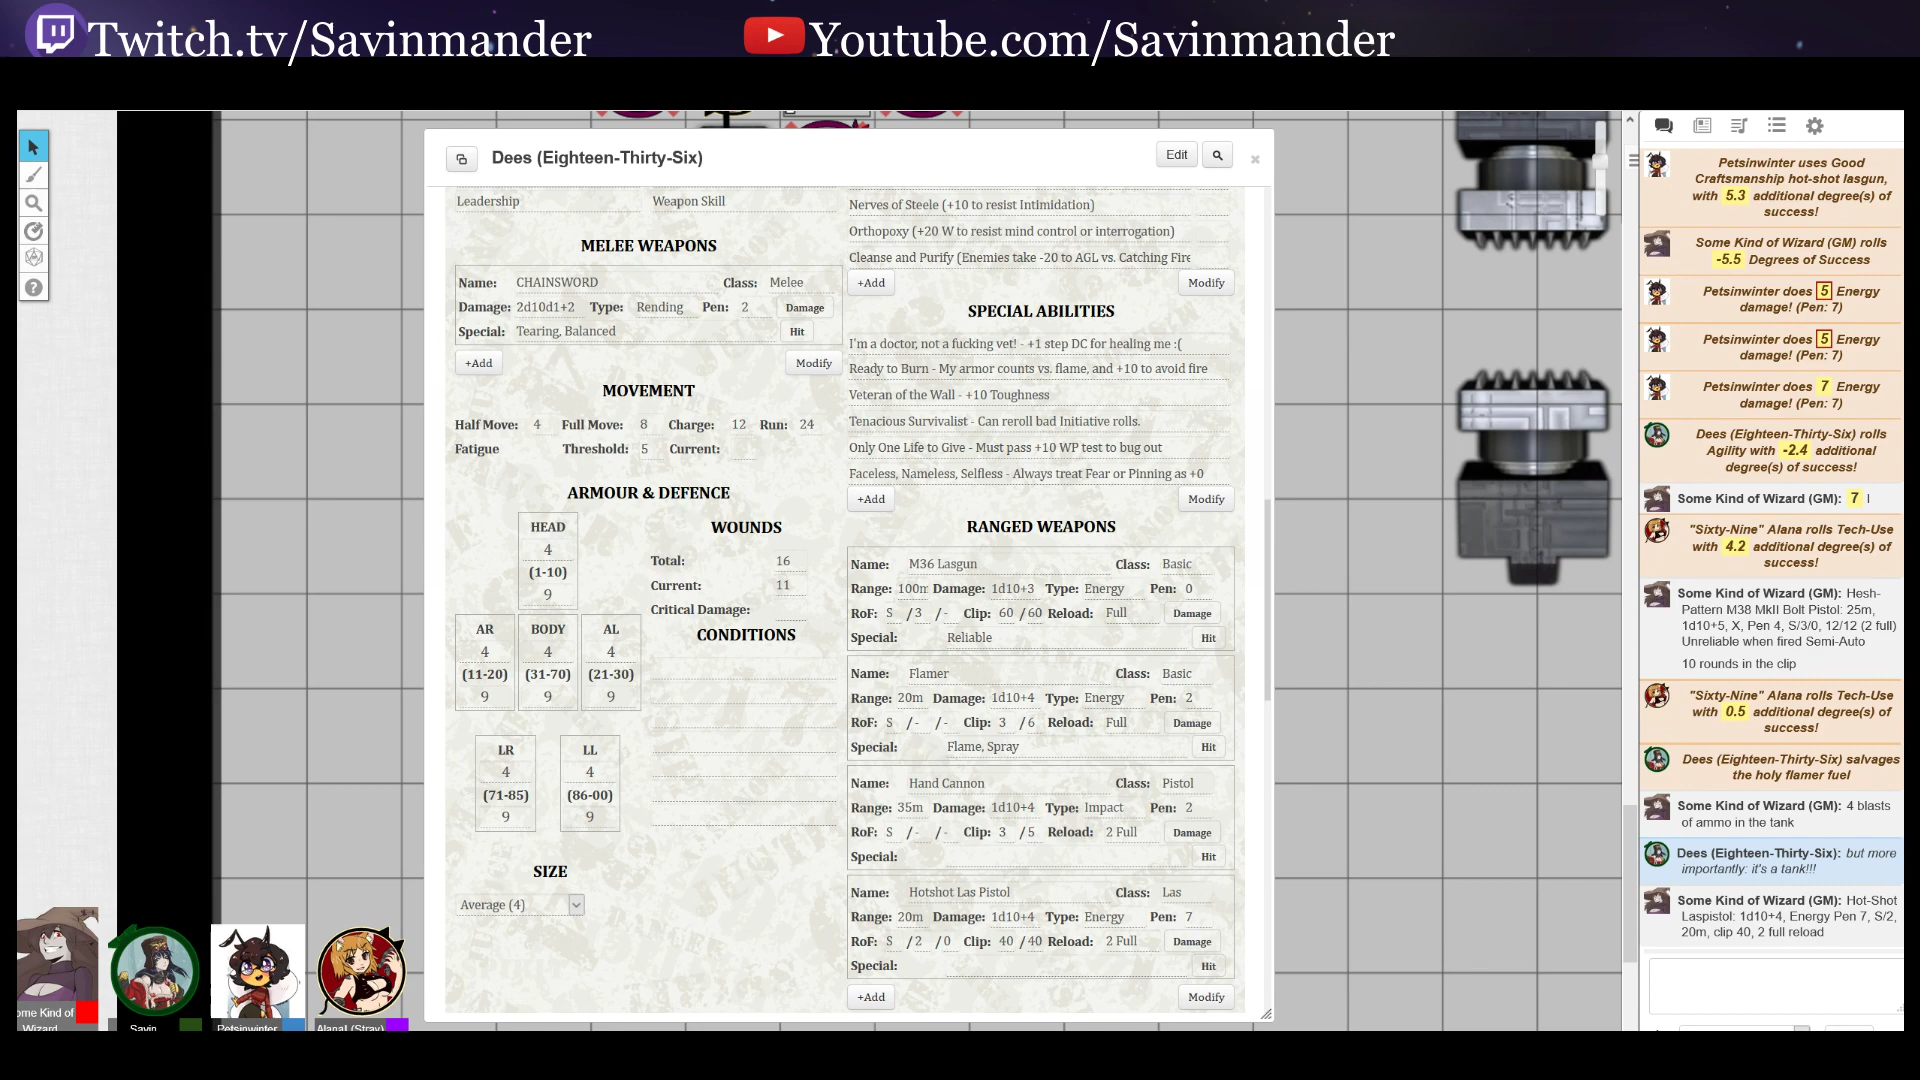 Twitch.tv/Savinmander
Youtube.com/Savinmander
Dees (Eighteen-Thirty-Six)
Edit
Leadership
Weapon Skill
MELEE WEAPONS
Name: CHAINSWORD Class: Melee
Damage: 2d10d1+2 Type: Rending Pen: 2 Damage
Special: Tearing, Balanced Hit
+Add Modify
MOVEMENT
Half Move: 4 Full Move: 8 Charge: 12 Run: 24
Fatigue Threshold: 5 Current:
ARMOUR & DEFENCE
HEAD
4
(1-10)
9
AR
4
(11-20)
9
BODY
4
(31-70)
9
AL
4
(21-30)
9
LR
4
(71-85)
9
LL
4
(86-00)
9
WOUNDS
Total: 16
Current: 11
Critical Damage:
CONDITIONS
SIZE
Average (4)
Nerves of Steele (+10 to resist Intimidation)
Orthopoxy (+20 W to resist mind control or interrogation)
Cleanse and Purify (Enemies take -20 to AGL vs. Catching Fire
+Add Modify
SPECIAL ABILITIES
I'm a doctor, not a fucking vet! - +1 step DC for healing me :(
Ready to Burn - My armor counts vs. flame, and +10 to avoid fire
Veteran of the Wall - +10 Toughness
Tenacious Survivalist - Can reroll bad Initiative rolls.
Only One Life to Give - Must pass +10 WP test to bug out
Faceless, Nameless, Selfless - Always treat Fear or Pinning as +0
+Add Modify
RANGED WEAPONS
Name: M36 Lasgun Class: Basic
Range: 100m Damage: 1d10+3 Type: Energy Pen: 0
RoF: S / 3 / - Clip: 60 / 60 Reload: Full Damage
Special: Reliable Hit
Name: Flamer Class: Basic
Range: 20m Damage: 1d10+4 Type: Energy Pen: 2
RoF: S / - / - Clip: 3 / 6 Reload: Full Damage
Special: Flame, Spray Hit
Name: Hand Cannon Class: Pistol
Range: 35m Damage: 1d10+4 Type: Impact Pen: 2
RoF: S / - / - Clip: 3 / 5 Reload: 2 Full Damage
Special: Hit
Name: Hotshot Las Pistol Class: Las
Range: 20m Damage: 1d10+4 Type: Energy Pen: 7
RoF: S / 2 / 0 Clip: 40 / 40 Reload: 2 Full Damage
Special: Hit
+Add Modify
Petsinwinter uses Good
Craftsmanship hot-shot lasgun,
with 5.3 additional degree(s) of
success!
Some Kind of Wizard (GM) rolls
-5.5 Degrees of Success
Petsinwinter does 5 Energy
damage! (Pen: 7)
Petsinwinter does 5 Energy
damage! (Pen: 7)
Petsinwinter does 7 Energy
damage! (Pen: 7)
Dees (Eighteen-Thirty-Six) rolls
Agility with -2.4 additional
degree(s) of success!
Some Kind of Wizard (GM): 7 I
"Sixty-Nine" Alana rolls Tech-Use
with 4.2 additional degree(s) of
success!
Some Kind of Wizard (GM): Hesh-
Pattern M38 MkII Bolt Pistol: 25m,
1d10+5, X, Pen 4, S/3/0, 12/12 (2 full)
Unreliable when fired Semi-Auto
10 rounds in the clip
"Sixty-Nine" Alana rolls Tech-Use
with 0.5 additional degree(s) of
success!
Dees (Eighteen-Thirty-Six) salvages
the holy flamer fuel
Some Kind of Wizard (GM): 4 blasts
of ammo in the tank
Dees (Eighteen-Thirty-Six): but more
importantly: it's a tank!!!
Some Kind of Wizard (GM): Hot-Shot
Laspistol: 1d10+4, Energy Pen 7, S/2,
20m, clip 40, 2 full reload
ome Kind of
Wizard
Savin
Petsinwinter
Alana! (Stray)